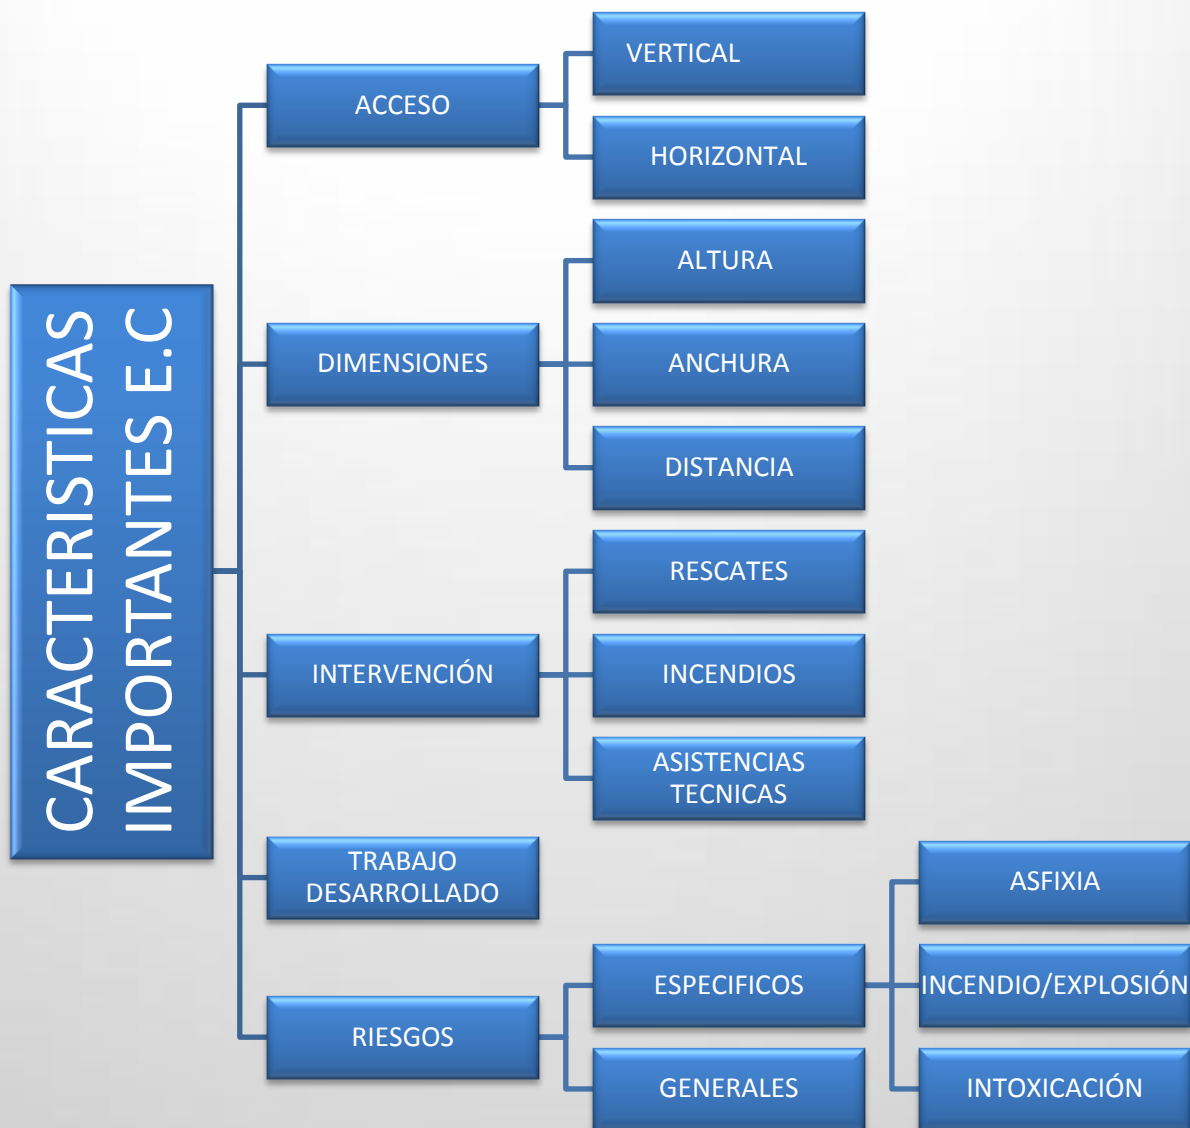 CARACTERISTICAS
IMPORTANTES E.C
ACCESO
VERTICAL
HORIZONTAL
DIMENSIONES
ALTURA
ANCHURA
DISTANCIA
INTERVENCIÓN
RESCATES
INCENDIOS
ASISTENCIAS
TECNICAS
TRABAJO
DESARROLLADO
RIESGOS
ESPECIFICOS
ASFIXIA
INCENDIO/EXPLOSIÓN
INTOXICACIÓN
GENERALES